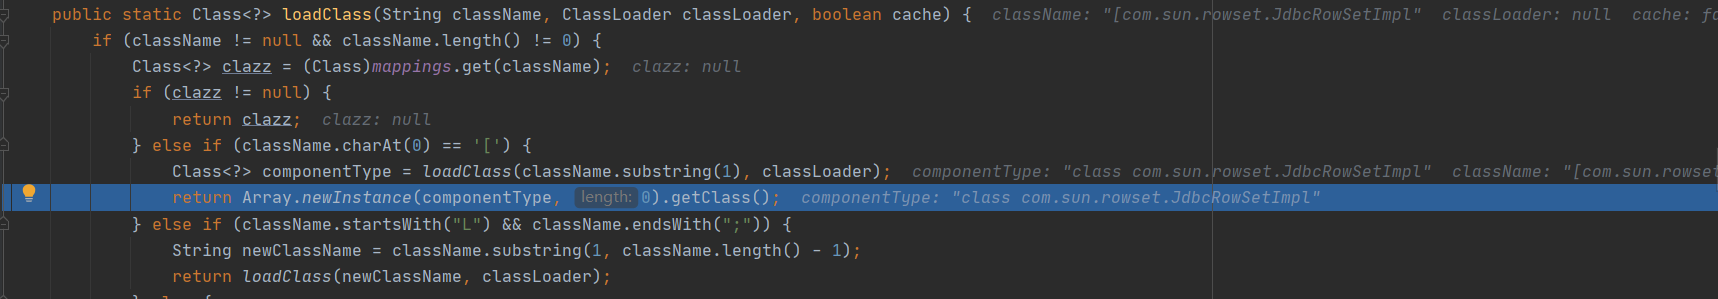 public static Class<?> loadClass(String className, ClassLoader classLoader, boolean cache) {  className: "[com.sun.rowset.JdbcRowSetImpl"  classLoader: null  cache: fa
if (className != null && className.length() != 0) {
Class<?> clazz = (Class)mappings.get(className);  clazz: null
if (clazz != null) {
return clazz;  clazz: null
} else if (className.charAt(0) == '[') {
Class<?> componentType = loadClass(className.substring(1), classLoader);  componentType: "class com.sun.rowset.JdbcRowSetImpl"  className: "[com.sun.rows
return Array.newInstance(componentType, length: 0).getClass();  componentType: "class com.sun.rowset.JdbcRowSetImpl"
} else if (className.startsWith("L") && className.endsWith(";")) {
String newClassName = className.substring(1, className.length() - 1);
return loadClass(newClassName, classLoader);